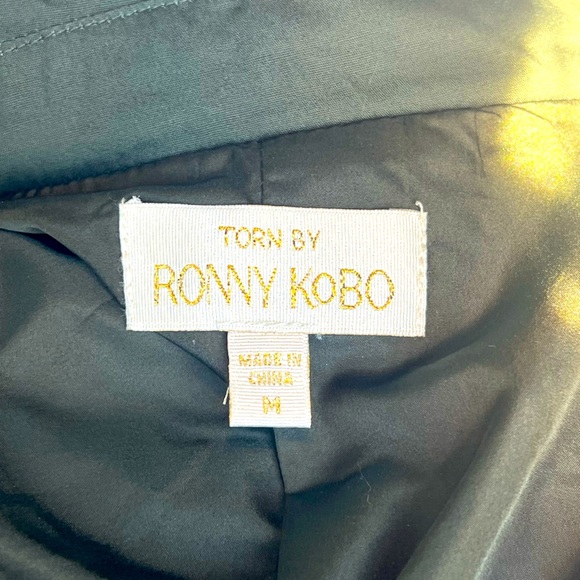 TORN BY
RONNY KOBO
MADE IN
CHINA
M